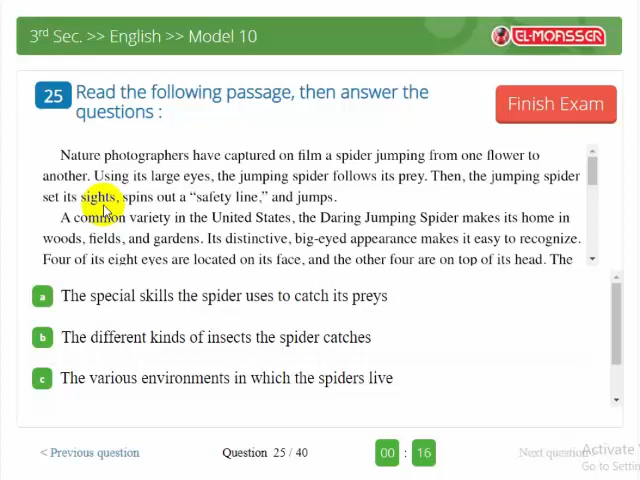 3rd Sec. >> English >> Model 10
EL-MOASSER
25 Read the following passage, then answer the
questions :
Finish Exam
Nature photographers have captured on film a spider jumping from one flower to
another. Using its large eyes, the jumping spider follows its prey. Then, the jumping spider
set its sights, spins out a “safety line,” and jumps.
A common variety in the United States, the Daring Jumping Spider makes its home in
woods, fields, and gardens. Its distinctive, big-eyed appearance makes it easy to recognize.
Four of its eight eyes are located on its face, and the other four are on top of its head. The
a The special skills the spider uses to catch its preys
b The different kinds of insects the spider catches
c The various environments in which the spiders live
< Previous question
Question 25 / 40
00 : 16
Next question >
Activate
Go to Settin